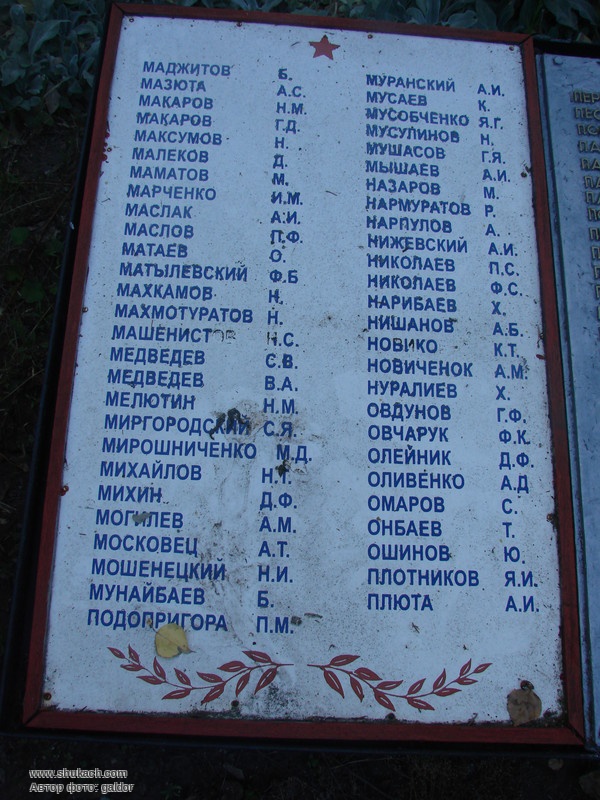 МАДЖИТОВ Б.
МАЗЮТА А.С.
МАКАРОВ Н.М.
МАКАРОВ Г.Д.
МАКСУМОВ Н.
МАЛЕКОВ Д.
МАМАТОВ М.
МАРЧЕНКО И.М.
МАСЛАК А.И.
МАСЛОВ П.Ф.
МАТАЕВ О.
МАТЫЛЕВСКИЙ Ф.Б
МАХКАМОВ Н.
МАХМОТУРАТОВ Н.
МАШЕНИСТОВ Н.С.
МЕДВЕДЕВ С.В.
МЕДВЕДЕВ В.А.
МЕЛЮТИН Н.М.
МИРГОРОДСКИЙ С.Я.
МИРОШНИЧЕНКО М.Д.
МИХАЙЛОВ Н.Т.
МИХИН Д.Ф.
МОГИЛЕВ А.М.
МОСКОВЕЦ А.Т.
МОШЕНЕЦКИЙ Н.И.
МУНАЙБАЕВ Б.
ПОДОПРИГОРА П.М.
МУРАНСКИЙ А.И.
МУСАЕВ К.
МУСОБЧЕНКО Я.Г.
МУСУЛИНОВ Н.
МУШАСОВ Г.Я.
МЫШАЕВ А.И.
НАЗАРОВ М.
НАРМУРАТОВ Р.
НАРПУЛОВ А.
НИЖЕВСКИЙ А.И.
НИКОЛАЕВ П.С.
НИКОЛАЕВ Ф.С.
НАРИБАЕВ Х.
НИШАНОВ А.Б.
НОВИКО К.Т.
НОВИЧЕНОК А.М.
НУРАЛИЕВ Х.
ОВДУНОВ Г.Ф.
ОВЧАРУК Ф.К.
ОЛЕЙНИК Д.Ф.
ОЛИВЕНКО А.Д
ОМАРОВ С.
ОНБАЕВ Т.
ОШИНОВ Ю.
ПЛОТНИКОВ Я.И.
ПЛЮТА А.И.
www.shukach.com
Автор фото: galdor